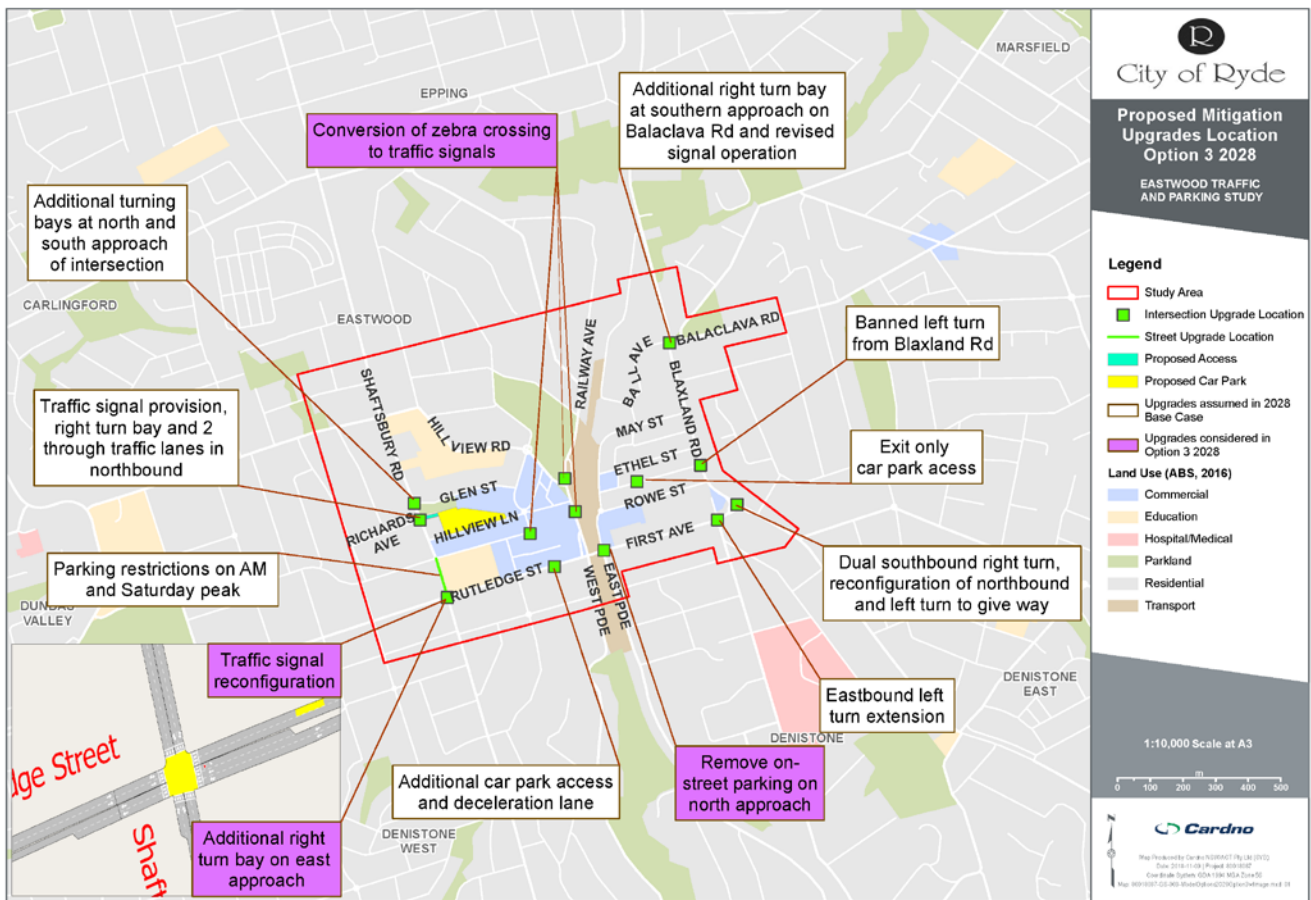 MARSFIELD
EPPING
Conversion of zebra crossing
to traffic signals
Additional right turn bay
at southern approach on
Balaclava Rd and revised
signal operation
Additional turning
bays at north and
south approach
of intersection
CARLINGFORD
EASTWOOD
Banned left turn
from Blaxland Rd
Traffic signal provision,
right turn bay and 2
through traffic lanes in
northbound
Exit only
car park acess
Parking restrictions on AM
and Saturday peak
DUNDAS
VALLEY
Dual southbound right turn,
reconfiguration of northbound
and left turn to give way
Traffic signal
reconfiguration
Eastbound left
turn extension
DENISTONE
EAST
DENISTONE
Additional car park access
and deceleration lane
Remove on-
street parking on
north approach
Additional right
turn bay on east
approach
DENISTONE
WEST
SHAFTSBURY RD
HILL VIEW RD
GLEN ST
RICHARDS
AVE
HILLVIEW LN
RUTLEDGE ST
RAILWAY AVE
BALL AVE
BALACLAVA RD
BLAXLAND RD
MAY ST
ETHEL ST
ROWE ST
FIRST AVE
WEST PDE
EAST PDE
dge Street
Shaft
R
City of Ryde
Proposed Mitigation
Upgrades Location
Option 3 2028
EASTWOOD TRAFFIC
AND PARKING STUDY
Legend
Study Area
Intersection Upgrade Location
Street Upgrade Location
Proposed Access
Proposed Car Park
Upgrades assumed in 2028
Base Case
Upgrades considered in
Option 3 2028
Land Use (ABS, 2016)
Commercial
Education
Hospital/Medical
Parkland
Residential
Transport
1:10,000 Scale at A3
m
0 100 200 300 400 500
N
Cardno